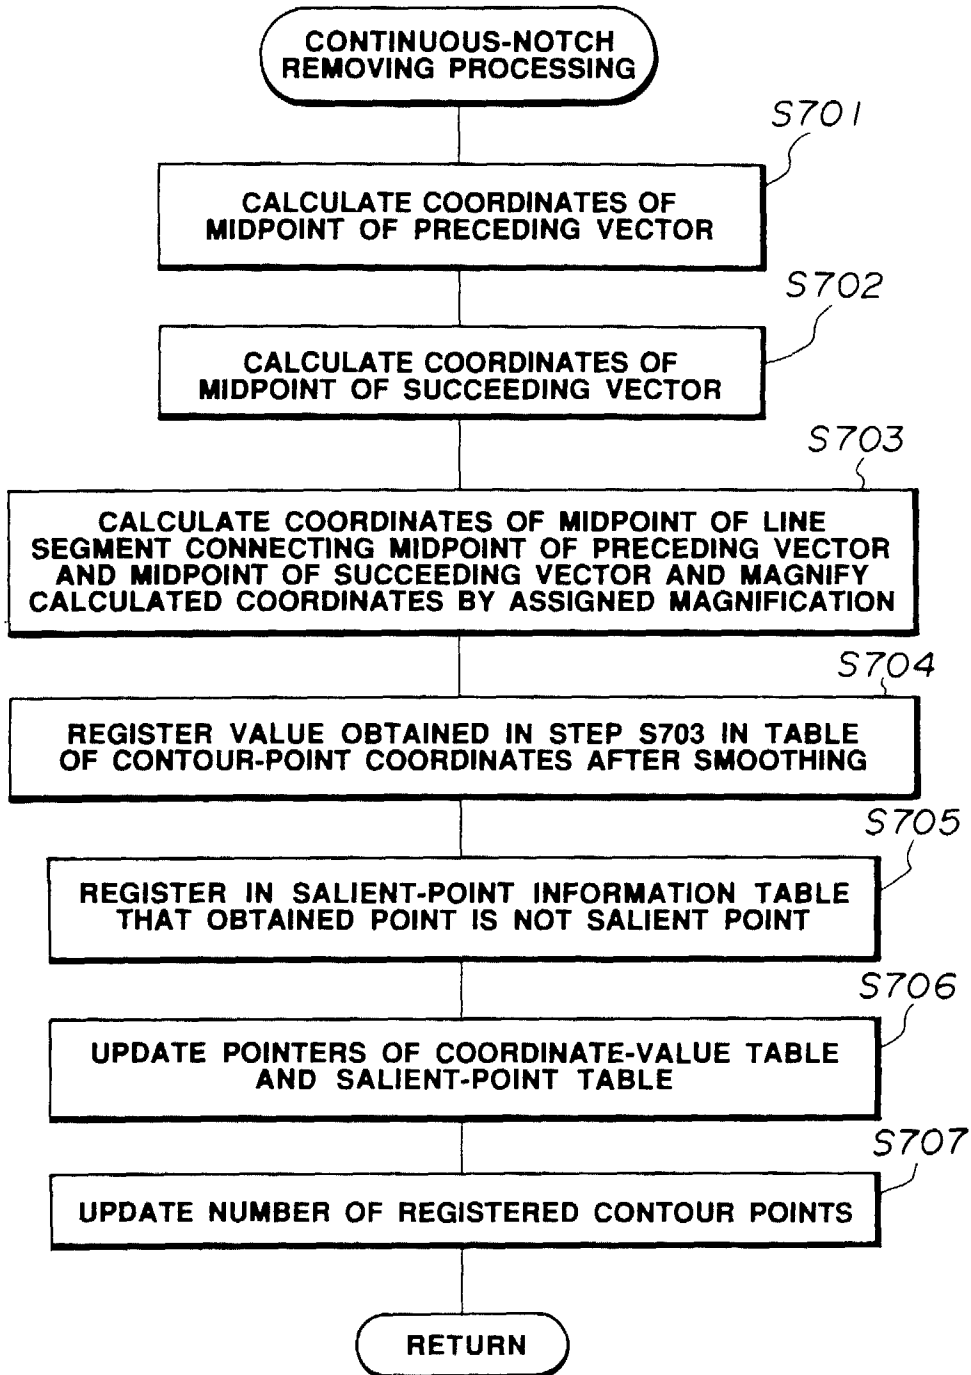 CONTINUOUS-NOTCH
REMOVING PROCESSING
S701
CALCULATE COORDINATES OF
MIDPOINT OF PRECEDING VECTOR
S702
CALCULATE COORDINATES OF
MIDPOINT OF SUCCEEDING VECTOR
S703
CALCULATE COORDINATES OF MIDPOINT OF LINE
SEGMENT CONNECTING MIDPOINT OF PRECEDING VECTOR
AND MIDPOINT OF SUCCEEDING VECTOR AND MAGNIFY
CALCULATED COORDINATES BY ASSIGNED MAGNIFICATION
S704
REGISTER VALUE OBTAINED IN STEP S703 IN TABLE
OF CONTOUR-POINT COORDINATES AFTER SMOOTHING
S705
REGISTER IN SALIENT-POINT INFORMATION TABLE
THAT OBTAINED POINT IS NOT SALIENT POINT
S706
UPDATE POINTERS OF COORDINATE-VALUE TABLE
AND SALIENT-POINT TABLE
S707
UPDATE NUMBER OF REGISTERED CONTOUR POINTS
RETURN